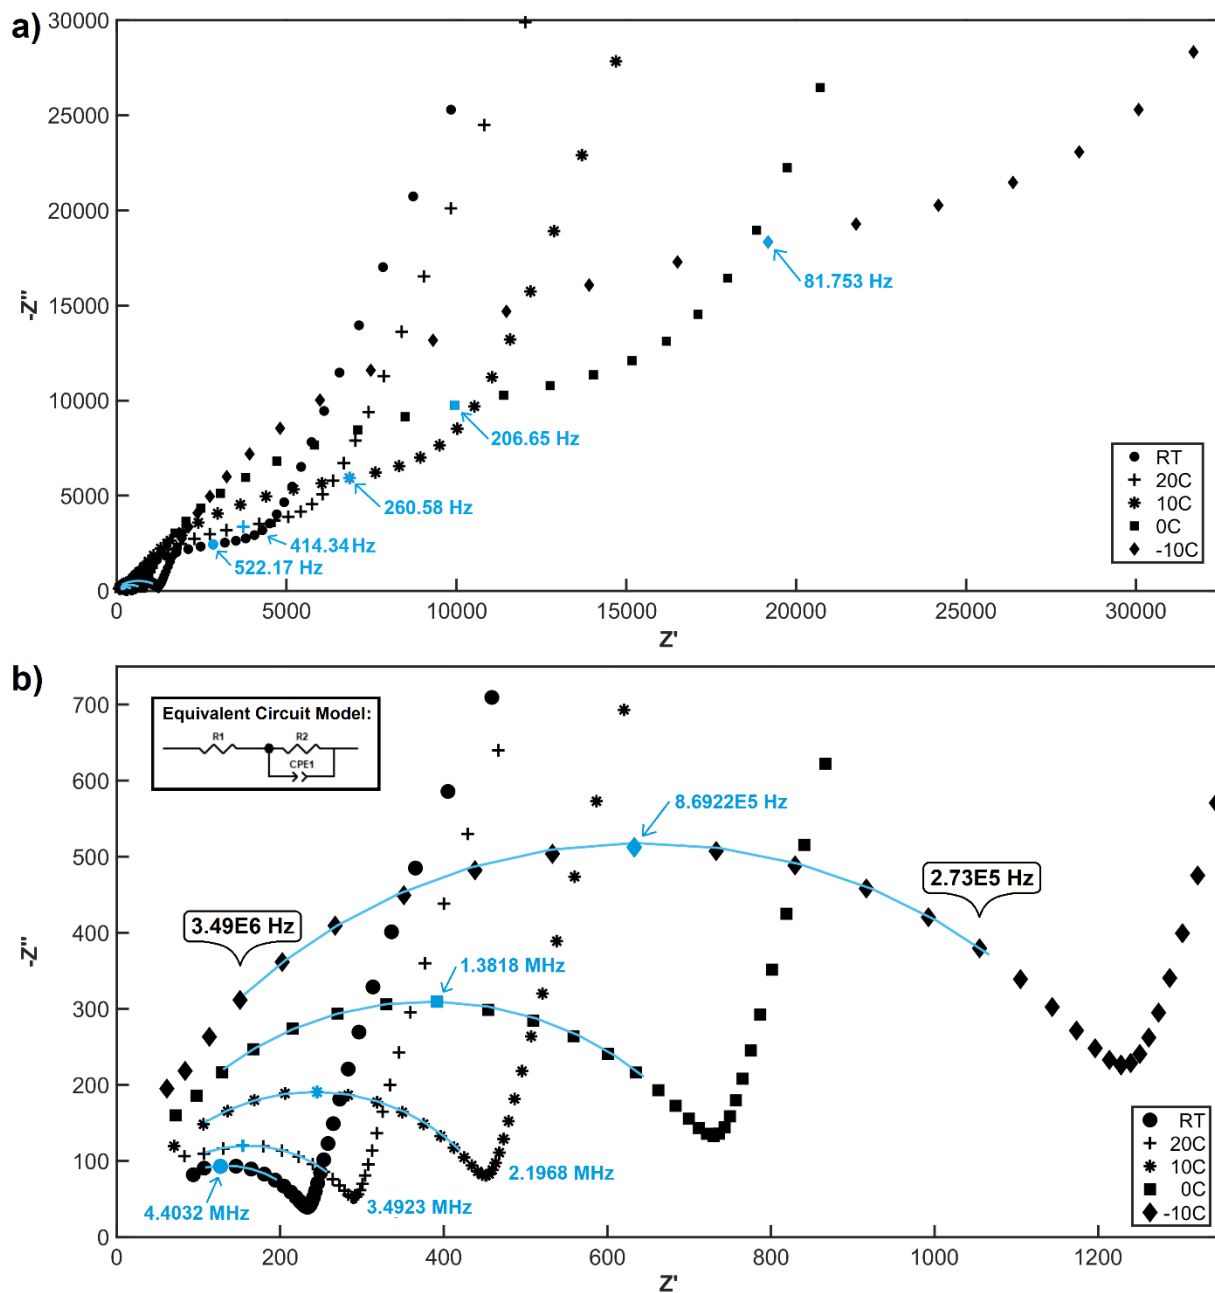 a)
30000
25000
20000
15000
10000
5000
0
-Z''
81.753 Hz
206.65 Hz
260.58 Hz
414.34 Hz
522.17 Hz
RT
20C
10C
0C
-10C
0 5000 10000 15000 20000 25000 30000
Z'
b)
700
600
500
400
300
200
100
0
-Z''
Equivalent Circuit Model:
R1 R2
CPE1
8.6922E5 Hz
2.73E5 Hz
3.49E6 Hz
1.3818 MHz
2.1968 MHz
3.4923 MHz
4.4032 MHz
RT
20C
10C
0C
-10C
0 200 400 600 800 1000 1200
Z'